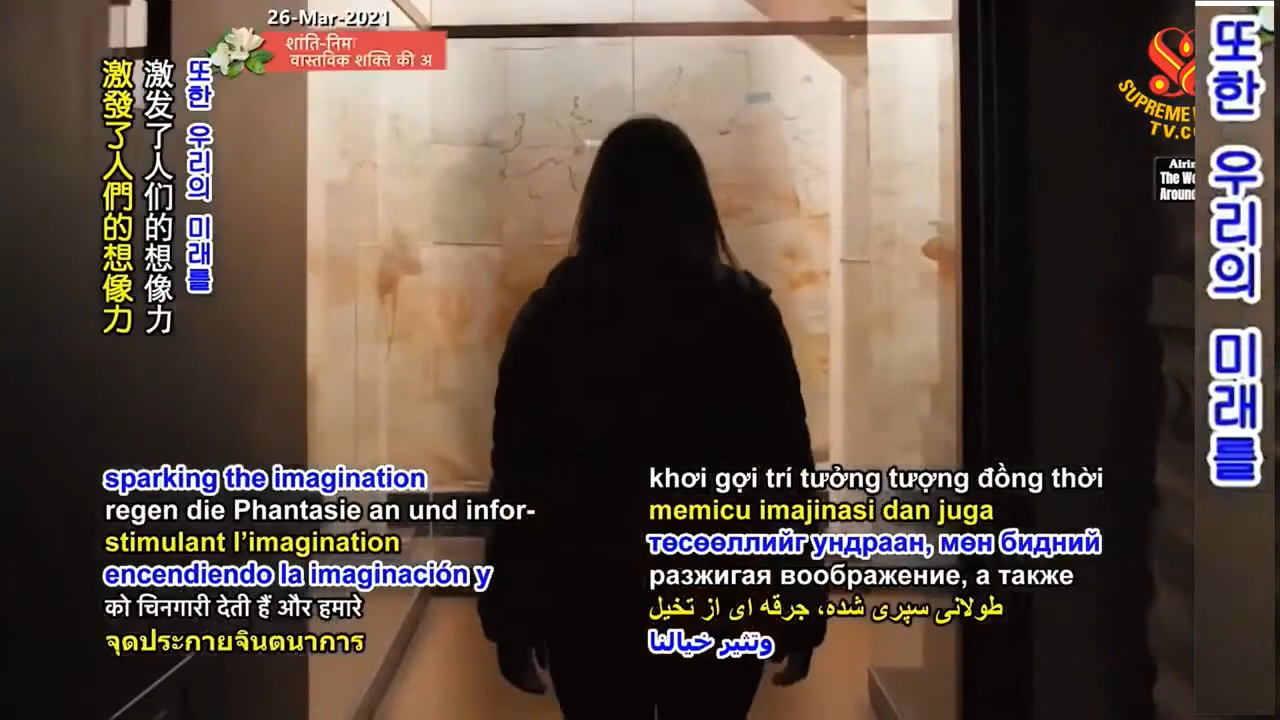 26-Mar-2021
शांति-निम
वास्तविक शक्ति की अ
SUPREME
TV.C
Airin
The Wo
Around
激發了人們的想像力
激发了人们的想像力
또한 우리의 미래를
또한 우리의 미래를
sparking the imagination
regen die Phantasie an und infor-
stimulant l’imagination
encendiendo la imaginación y
को चिनगारी देती हैं और हमारे
จุดประกายจินตนาการ
khơi gợi trí tưởng tượng đồng thời
memicu imajinasi dan juga
төсөөллийг ундраан, мөн бидний
разжигая воображение, а также
طولانی سپری شده، جرقه ای از تخیل
وتثير خيالنا